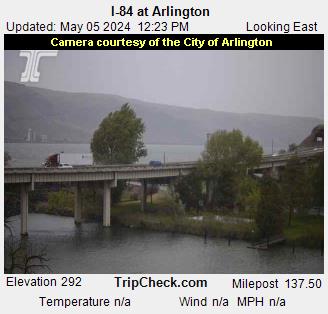 I-84 at Arlington
Updated: May 05 2024 12:23 PM Looking East
Camera courtesy of the City of Arlington
Elevation 292 TripCheck.com Milepost 137.50
Temperature n/a Wind n/a MPH n/a